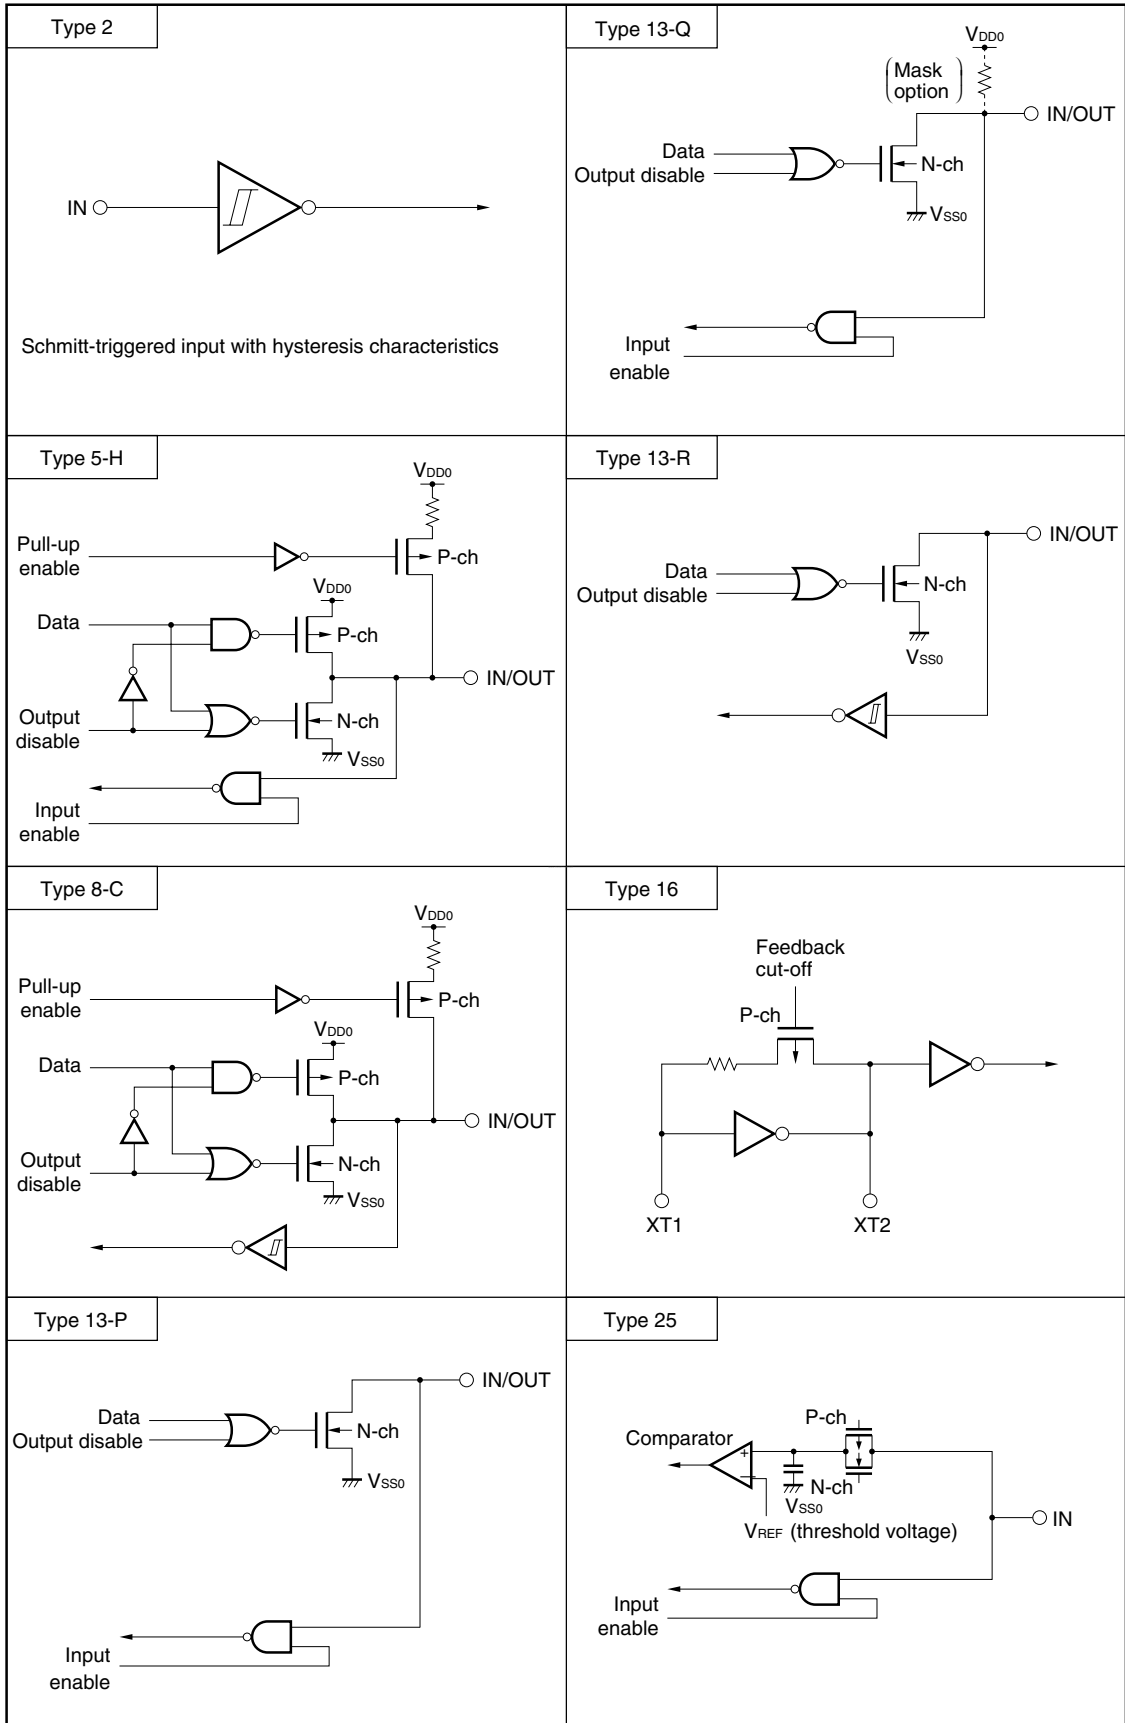 Type 2
IN
Schmitt-triggered input with hysteresis characteristics
Type 13-Q
VDD0
(Mask
option)
IN/OUT
Data
Output disable
N-ch
VSS0
Input
enable
Type 5-H
VDD0
Pull-up
enable
P-ch
VDD0
Data
P-ch
IN/OUT
Output
disable
N-ch
VSS0
Input
enable
Type 13-R
IN/OUT
Data
Output disable
N-ch
VSS0
Type 8-C
VDD0
Pull-up
enable
P-ch
VDD0
Data
P-ch
IN/OUT
Output
disable
N-ch
VSS0
Type 16
Feedback
cut-off
P-ch
XT1
XT2
Type 13-P
IN/OUT
Data
Output disable
N-ch
VSS0
Input
enable
Type 25
P-ch
Comparator
+
−
N-ch
VSS0
VREF (threshold voltage)
IN
Input
enable